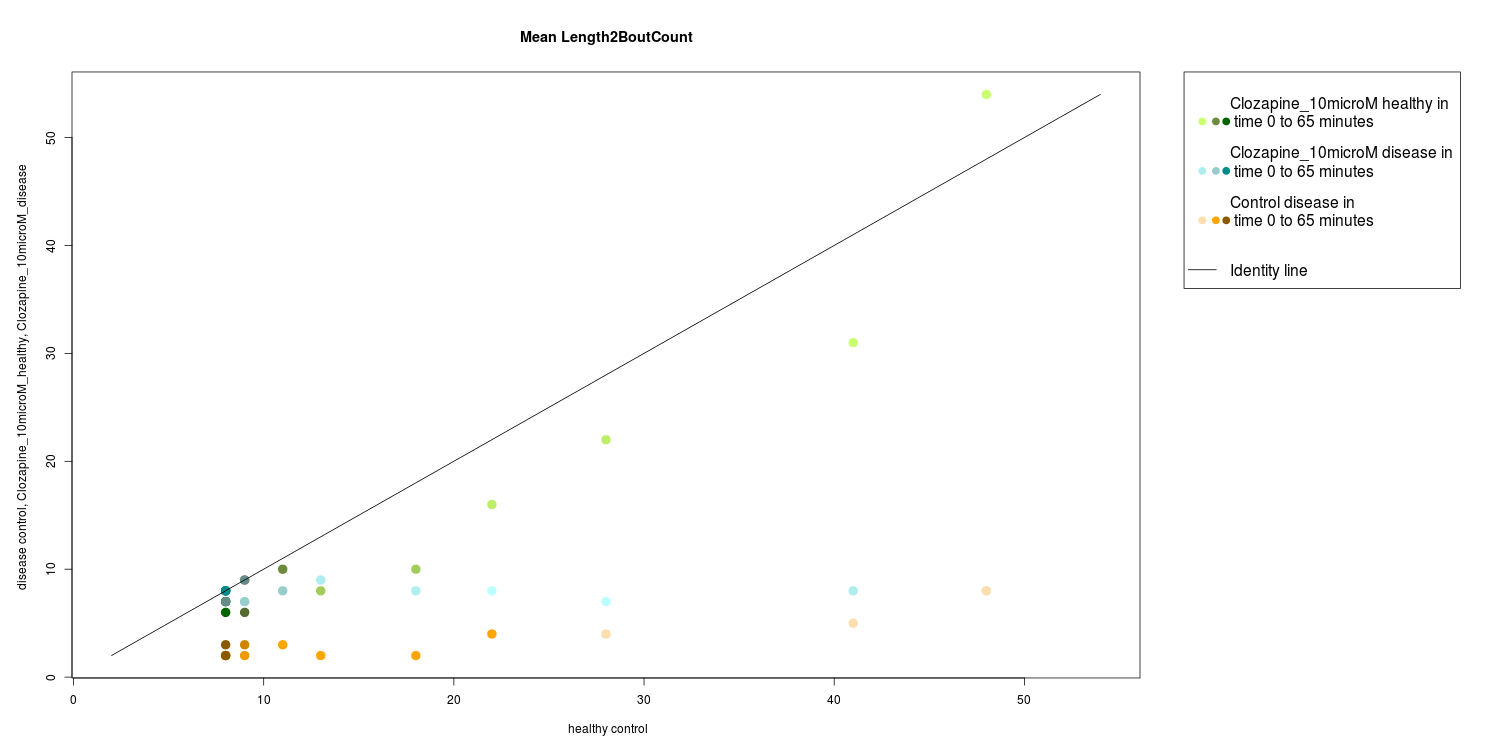 Mean Length2BoutCount
disease control, Clozapine_10microM_healthy, Clozapine_10microM_disease
50
40
30
20
10
0
0 10 20 30 40 50
healthy control
Clozapine_10microM healthy in
time 0 to 65 minutes
Clozapine_10microM disease in
time 0 to 65 minutes
Control disease in
time 0 to 65 minutes
Identity line